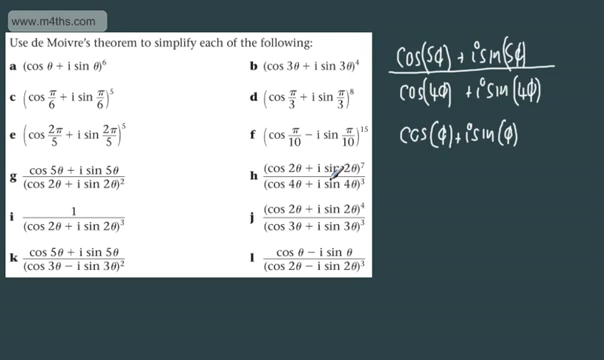 www.m4ths.com
Use de Moivre's theorem to simplify each of the following:
a (cos θ + i sin θ)⁶
b (cos 3θ + i sin 3θ)⁴
c (cos π/6 + i sin π/6)⁵
d (cos π/3 + i sin π/3)⁸
e (cos 2π/5 + i sin 2π/5)⁵
f (cos π/10 − i sin π/10)¹⁵
g (cos 5θ + i sin 5θ)/(cos 2θ + i sin 2θ)²
h (cos 2θ + i sin 2θ)⁷/(cos 4θ + i sin 4θ)³
i 1/(cos 2θ + i sin 2θ)³
j (cos 2θ + i sin 2θ)⁴/(cos 3θ + i sin 3θ)³
k (cos 5θ + i sin 5θ)/(cos 3θ − i sin 3θ)²
l (cos θ − i sin θ)/(cos 2θ − i sin 2θ)³
cos(5ϕ) + i sin(5ϕ)
cos(4ϕ) + i sin(4ϕ)
cos(ϕ) + i sin(ϕ)